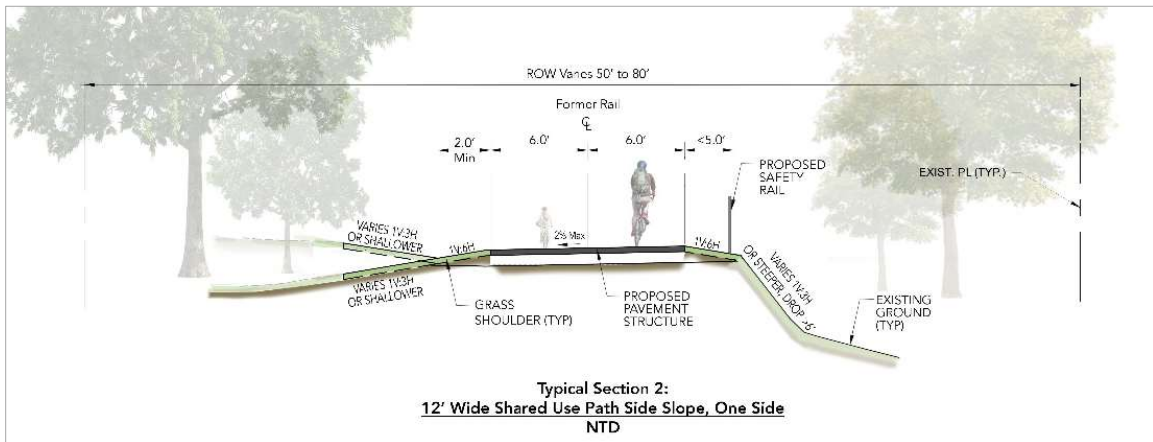 ROW Varies 50' to 80'
Former Rail
℄
2.0'
Min
6.0'
6.0'
<5.0'
PROPOSED
SAFETY
RAIL
EXIST. PL (TYP.)
VARIES 1V:3H
OR SHALLOWER
1V:6H
2% Max
1V:6H
VARIES 1V:3H
OR STEEPER, DROP >6'
VARIES 1V:3H
OR SHALLOWER
GRASS
SHOULDER (TYP)
PROPOSED
PAVEMENT
STRUCTURE
EXISTING
GROUND
(TYP)
Typical Section 2:
12' Wide Shared Use Path Side Slope, One Side
NTD